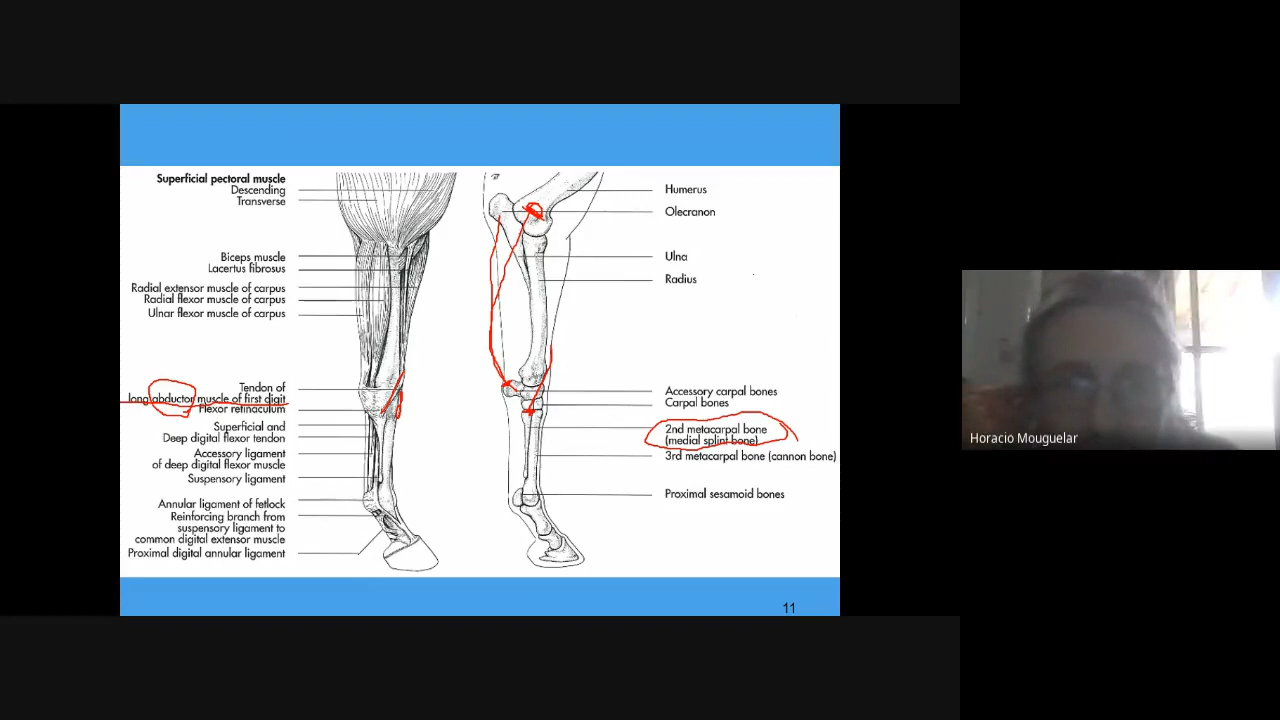 Superficial pectoral muscle
Descending
Transverse
Biceps muscle
Lacertus fibrosus
Radial extensor muscle of carpus
Radial flexor muscle of carpus
Ulnar flexor muscle of carpus
Tendon of
long abductor muscle of first digit
Flexor retinaculum
Superficial and
Deep digital flexor tendon
Accessory ligament
of deep digital flexor muscle
Suspensory ligament
Annular ligament of fetlock
Reinforcing branch from
suspensory ligament to
common digital extensor muscle
Proximal digital annular ligament
Humerus
Olecranon
Ulna
Radius
Accessory carpal bones
Carpal bones
2nd metacarpal bone
(medial splint bone)
3rd metacarpal bone (cannon bone)
Proximal sesamoid bones
11
Horacio Mouguelar